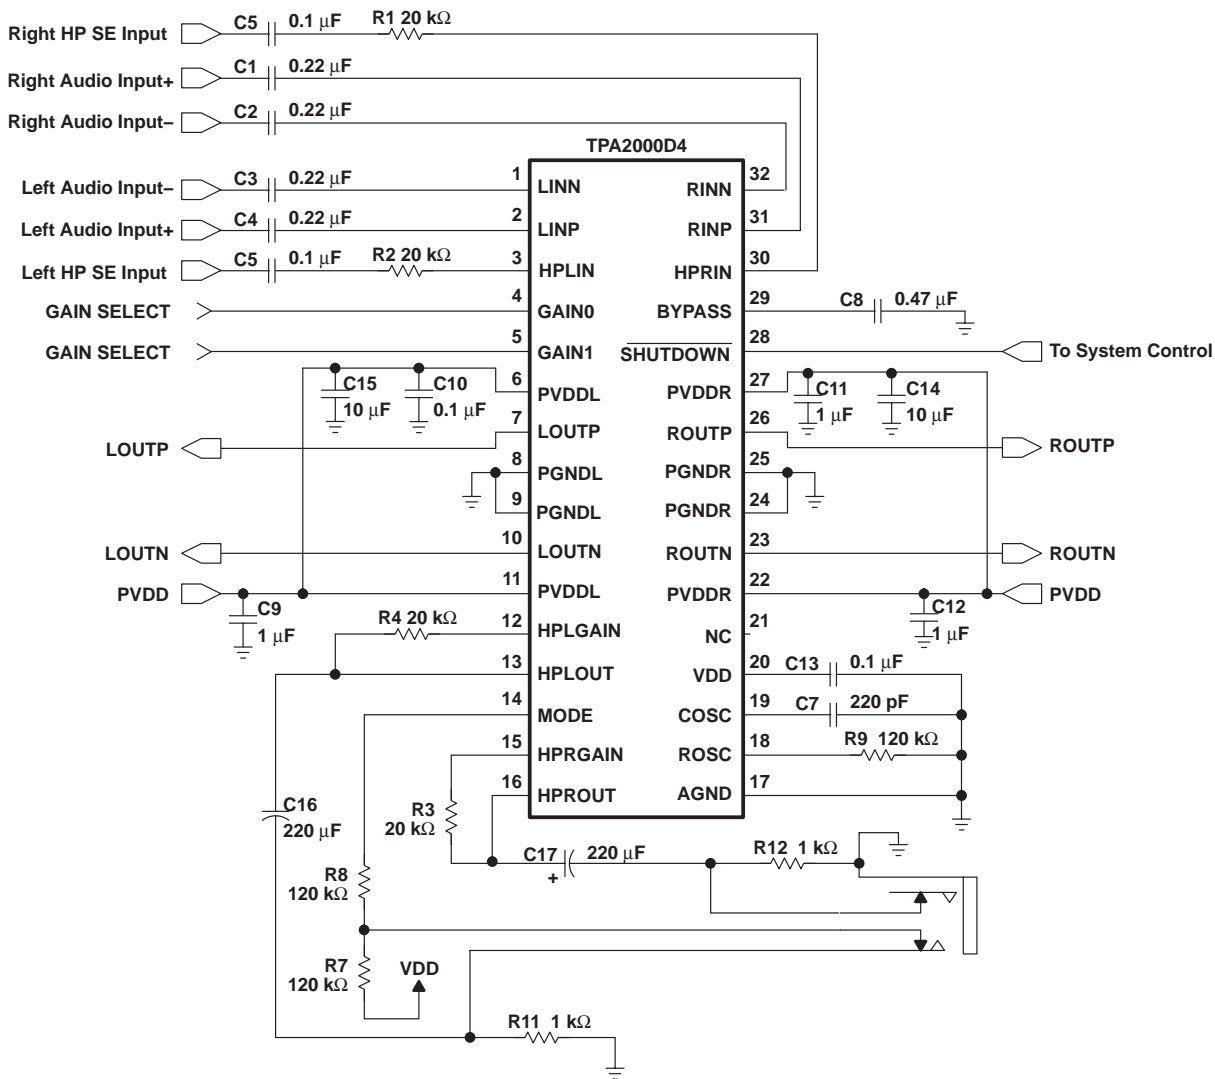 Right HP SE Input C5 0.1 μF R1 20 kΩ
Right Audio Input+ C1 0.22 μF
Right Audio Input− C2 0.22 μF
TPA2000D4
Left Audio Input− C3 0.22 μF 1 LINN RINN 32
Left Audio Input+ C4 0.22 μF 2 LINP RINP 31
Left HP SE Input C5 0.1 μF R2 20 kΩ 3 HPLIN HPRIN 30
GAIN SELECT 4 GAIN0 BYPASS 29 C8 0.47 μF
GAIN SELECT 5 GAIN1 SHUTDOWN 28 To System Control
C15 10 μF C10 0.1 μF 6 PVDDL PVDDR 27 C11 1 μF C14 10 μF
LOUTP 7 LOUTP ROUTP 26 ROUTP
8 PGNDL PGNDR 25
9 PGNDL PGNDR 24
LOUTN 10 LOUTN ROUTN 23 ROUTN
PVDD 11 PVDDL PVDDR 22 PVDD
C9 1 μF C12 1 μF
R4 20 kΩ 12 HPLGAIN NC 21
13 HPLOUT VDD 20 C13 0.1 μF
14 MODE COSC 19 C7 220 pF
15 HPRGAIN ROSC 18 R9 120 kΩ
16 HPROUT AGND 17
C16 220 μF
R3 20 kΩ
C17 + 220 μF
R12 1 kΩ
R8 120 kΩ
R7 120 kΩ
VDD
R11 1 kΩ